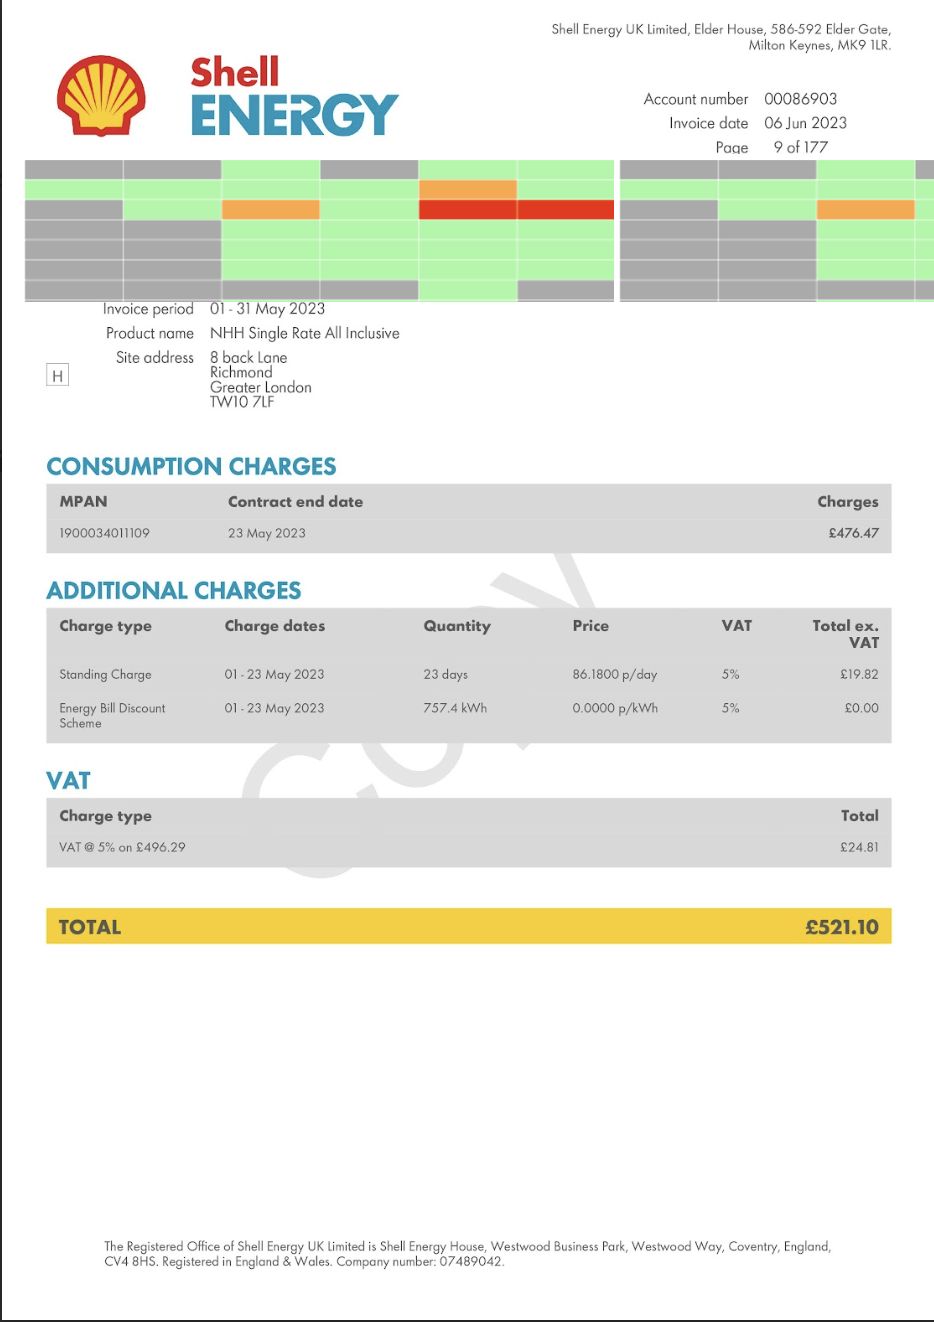 Shell Energy UK Limited, Elder House, 586-592 Elder Gate,
Milton Keynes, MK9 1LR.
Shell
ENERGY
Account number 00086903
Invoice date 06 Jun 2023
Page 9 of 177
Invoice period 01 - 31 May 2023
Product name NHH Single Rate All Inclusive
Site address 8 back Lane
Richmond
H
Greater London
TW10 7LF
CONSUMPTION CHARGES
MPAN Contract end date Charges
1900034011109 23 May 2023 £476.47
ADDITIONAL CHARGES
Charge type Charge dates Quantity Price VAT Total ex.
VAT
Standing Charge 01 - 23 May 2023 23 days 86.1800 p/day 5% £19.82
Energy Bill Discount 01 - 23 May 2023 757.4 kWh 0.0000 p/kWh 5% £0.00
Scheme
Copy
VAT
Charge type Total
VAT @ 5% on £496.29 £24.81
TOTAL £521.10
The Registered Office of Shell Energy UK Limited is Shell Energy House, Westwood Business Park, Westwood Way, Coventry, England,
CV4 8HS. Registered in England & Wales. Company number: 07489042.